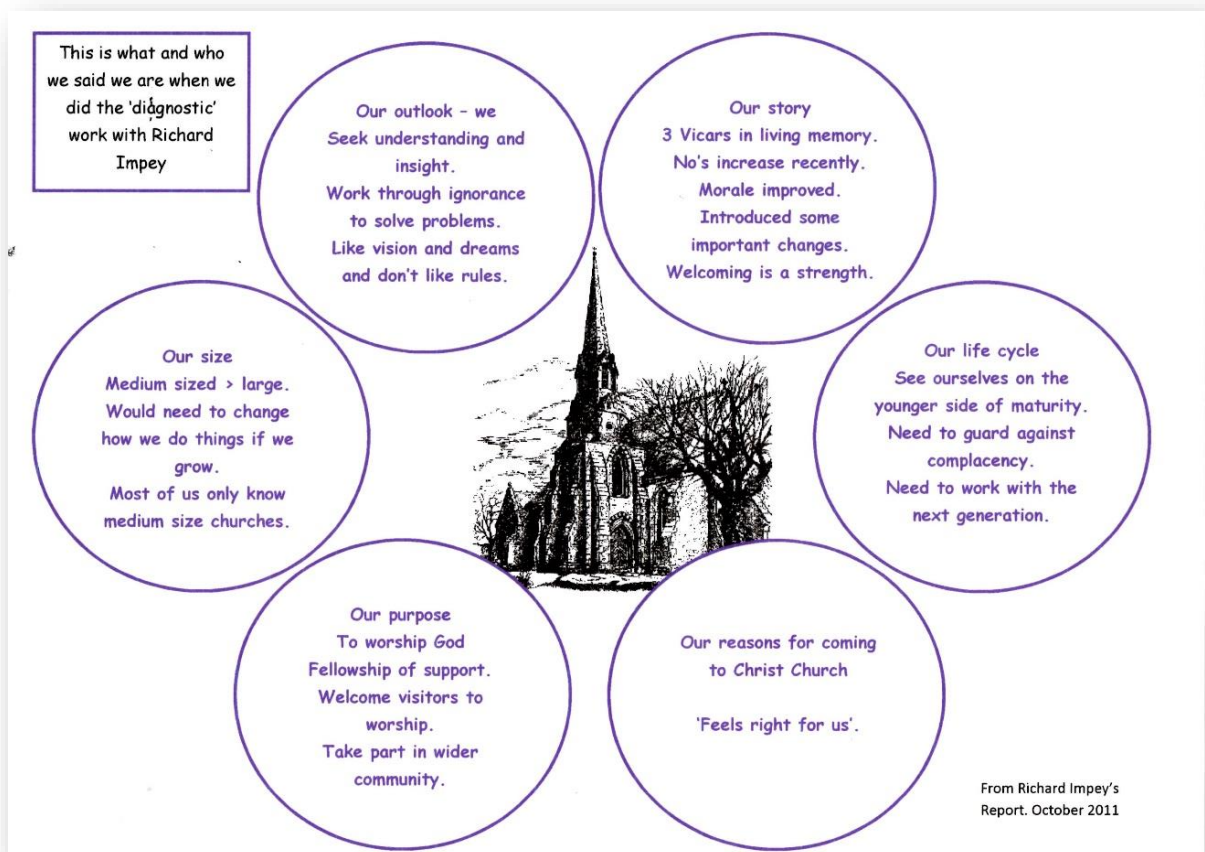 This is what and who
we said we are when we
did the 'diagnostic'
work with Richard
Impey
Our outlook – we
Seek understanding and
insight.
Work through ignorance
to solve problems.
Like vision and dreams
and don't like rules.
Our story
3 Vicars in living memory.
No's increase recently.
Morale improved.
Introduced some
important changes.
Welcoming is a strength.
Our size
Medium sized > large.
Would need to change
how we do things if we
grow.
Most of us only know
medium size churches.
Our life cycle
See ourselves on the
younger side of maturity.
Need to guard against
complacency.
Need to work with the
next generation.
Our purpose
To worship God
Fellowship of support.
Welcome visitors to
worship.
Take part in wider
community.
Our reasons for coming
to Christ Church
'Feels right for us'.
From Richard Impey's
Report. October 2011